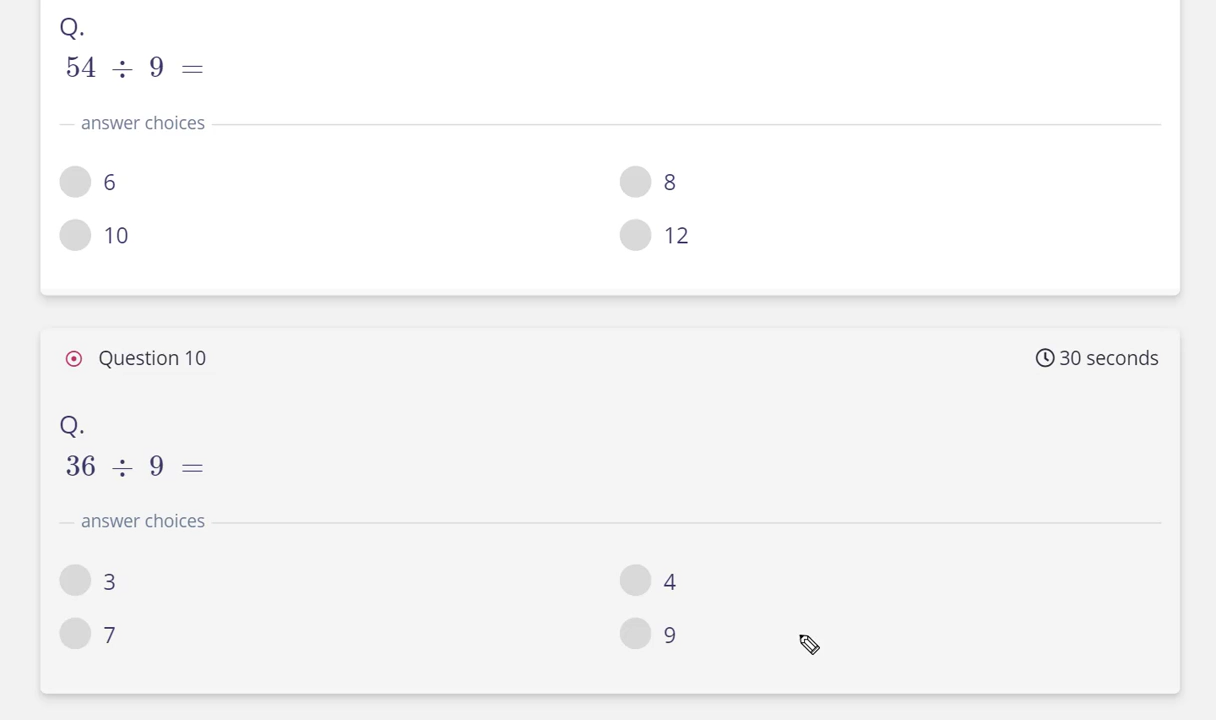 Q.
54 ÷ 9 =
answer choices
6
8
10
12
Question 10
30 seconds
Q.
36 ÷ 9 =
answer choices
3
4
7
9